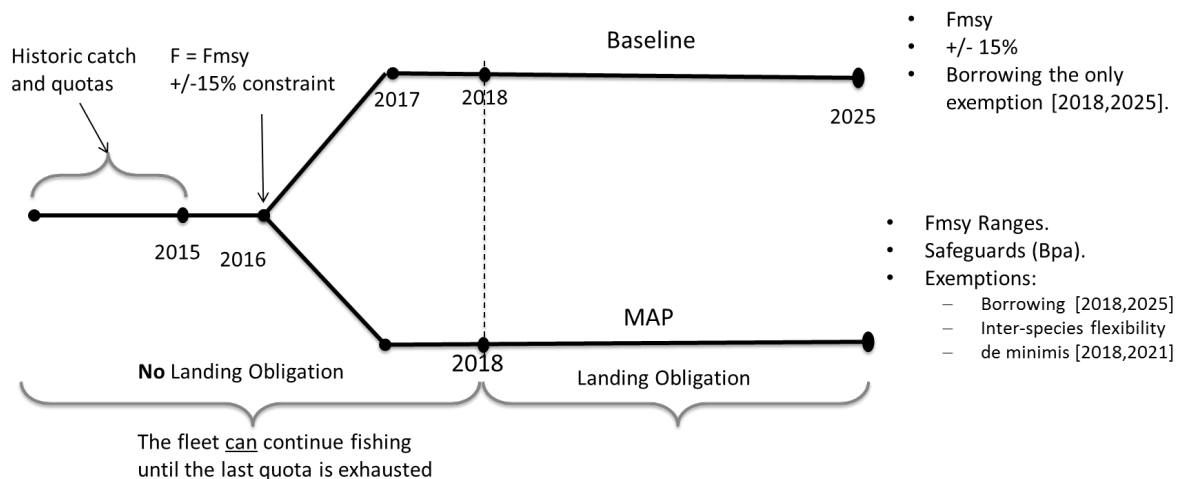 Historic catch
and quotas
F = Fmsy
+/-15% constraint
Baseline
2017
2018
2025
• Fmsy
• +/- 15%
• Borrowing the only
exemption [2018,2025].
2015
2016
• Fmsy Ranges.
• Safeguards (Bpa).
• Exemptions:
– Borrowing [2018,2025]
– Inter-species flexibility
– de minimis [2018,2021]
MAP
2018
No Landing Obligation
Landing Obligation
The fleet can continue fishing
until the last quota is exhausted